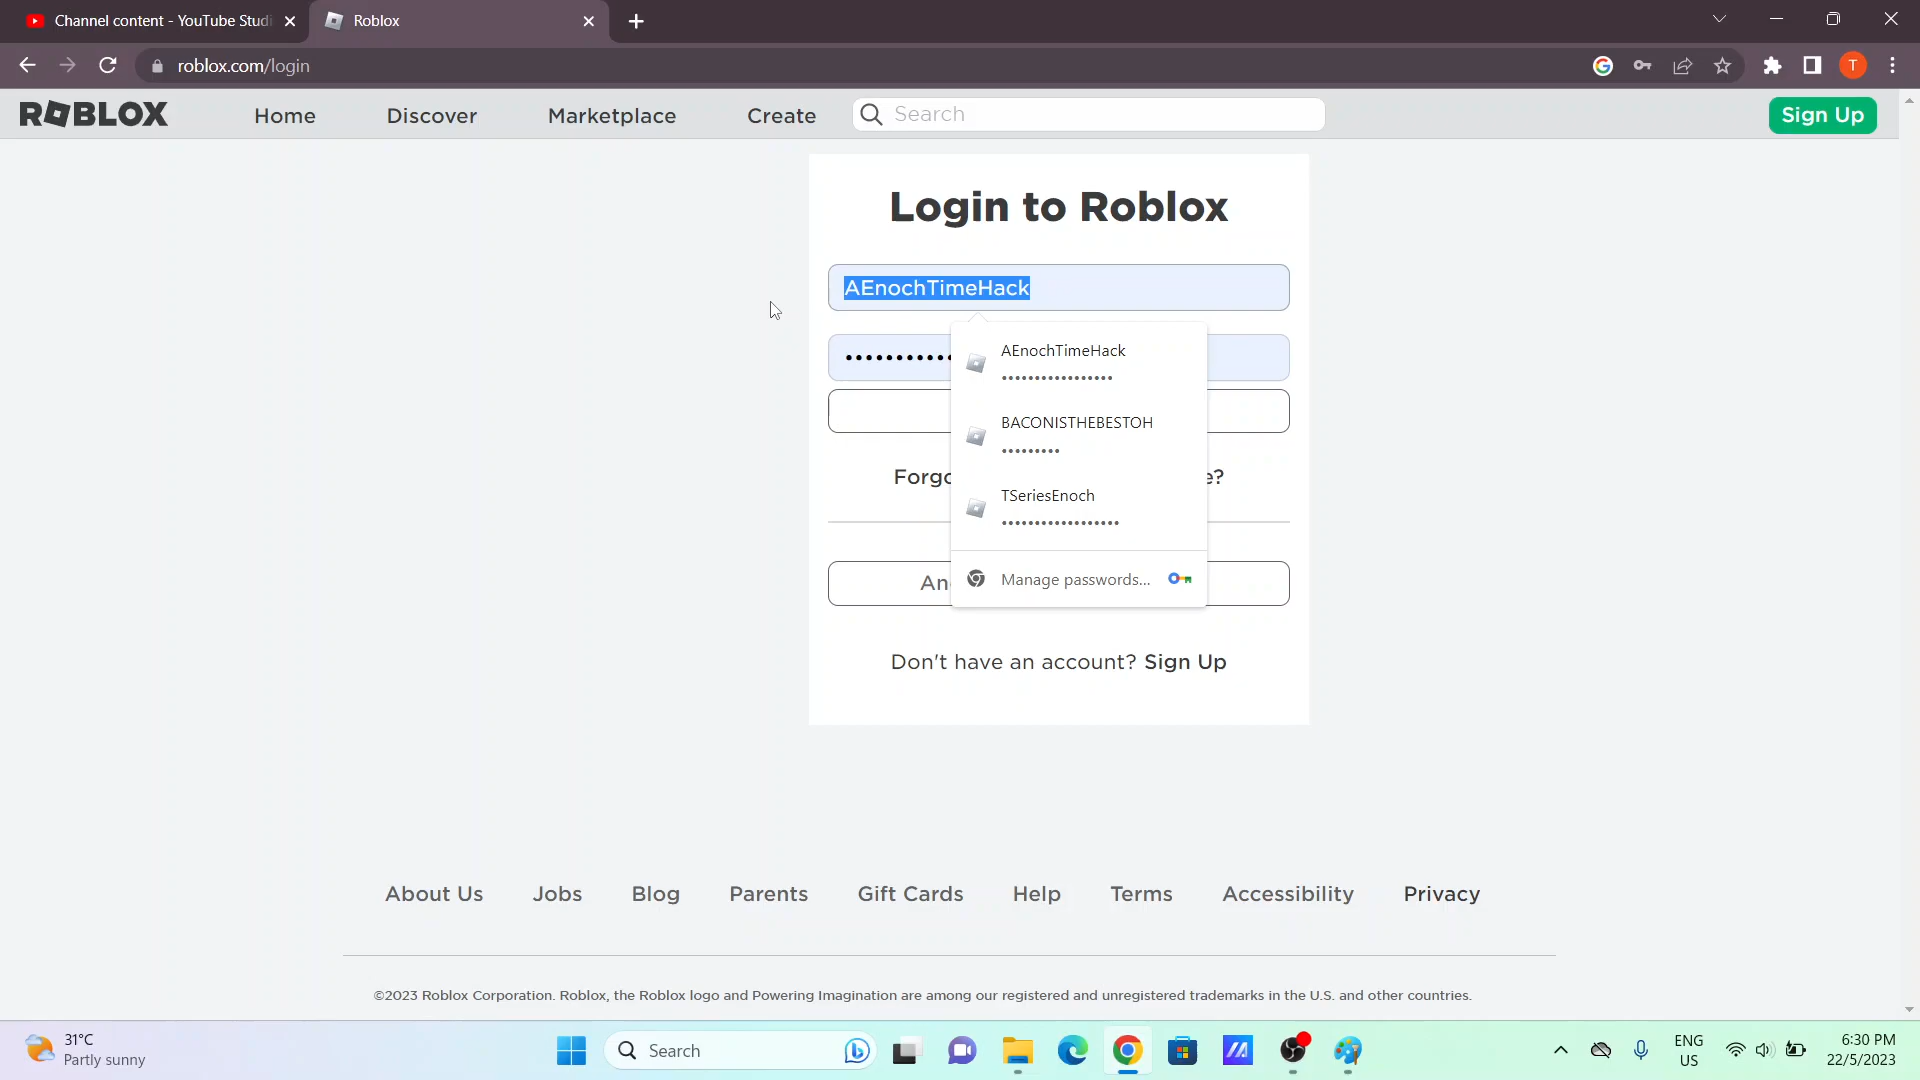 Channel content - YouTube Studi
Roblox
roblox.com/login
T
ROBLOX
Home
Discover
Marketplace
Create
Search
Sign Up
Login to Roblox
AEnochTimeHack
AEnochTimeHack
BACONISTHEBESTOH
Forgo
e?
TSeriesEnoch
An
Manage passwords...
Don't have an account? Sign Up
About Us
Jobs
Blog
Parents
Gift Cards
Help
Terms
Accessibility
Privacy
©2023 Roblox Corporation. Roblox, the Roblox logo and Powering Imagination are among our registered and unregistered trademarks in the U.S. and other countries.
31°C
Partly sunny
Search
ENG
US
6:30 PM
22/5/2023